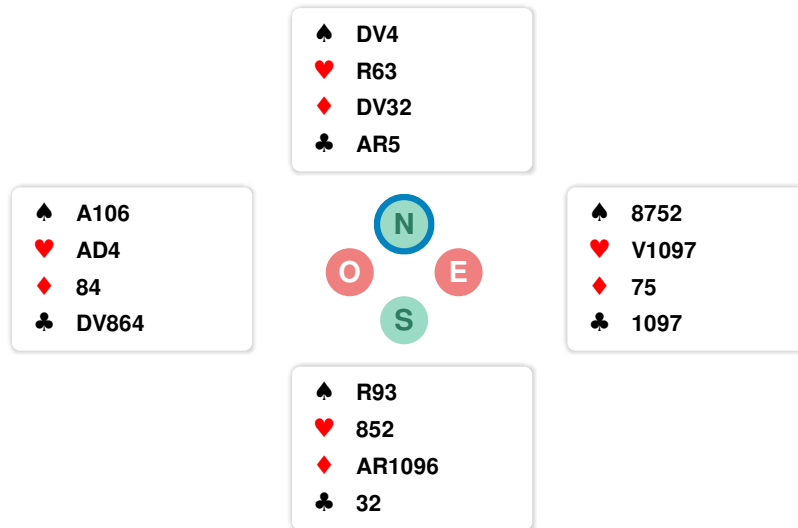 ♠ DV4
♥ R63
♦ DV32
♣ AR5
♠ A106
♥ AD4
♦ 84
♣ DV864
N
O
E
S
♠ 8752
♥ V1097
♦ 75
♣ 1097
♠ R93
♥ 852
♦ AR1096
♣ 32